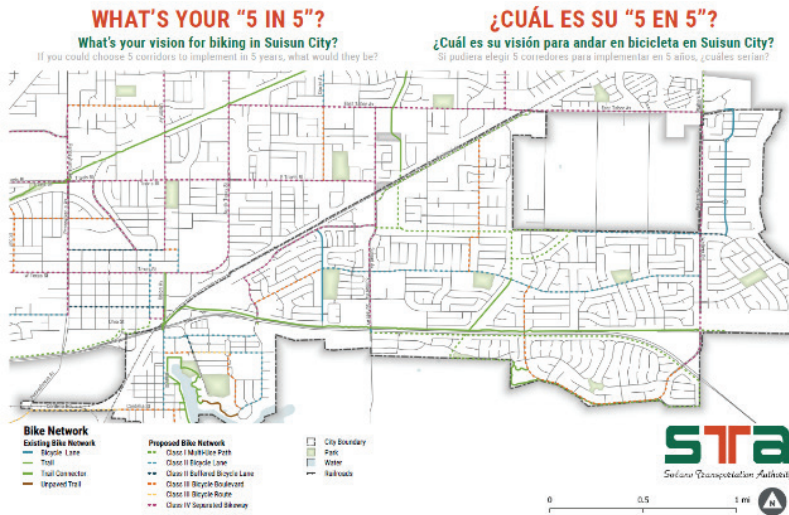 WHAT'S YOUR "5 IN 5"?
What's your vision for biking in Suisun City?
If you could choose 5 corridors to implement in 5 years, what would they be?
¿CUÁL ES SU "5 EN 5"?
¿Cuál es su visión para andar en bicicleta en Suisun City?
Si pudiera elegir 5 corredores para implementar en 5 años, ¿cuáles serían?
Bike Network
Existing Bike Network
Bicycle Lane
Trail
Trail Connector
Unpaved Trail
Proposed Bike Network
Class I Multi-Use Path
Class II Bicycle Lane
Class II Buffered Bicycle Lane
Class III Bicycle Boulevard
Class III Bicycle Route
Class IV Separated Bikeway
City Boundary
Park
Water
Railroads
STA
Solano Transportation Authority
0 0.5 1 mi
N